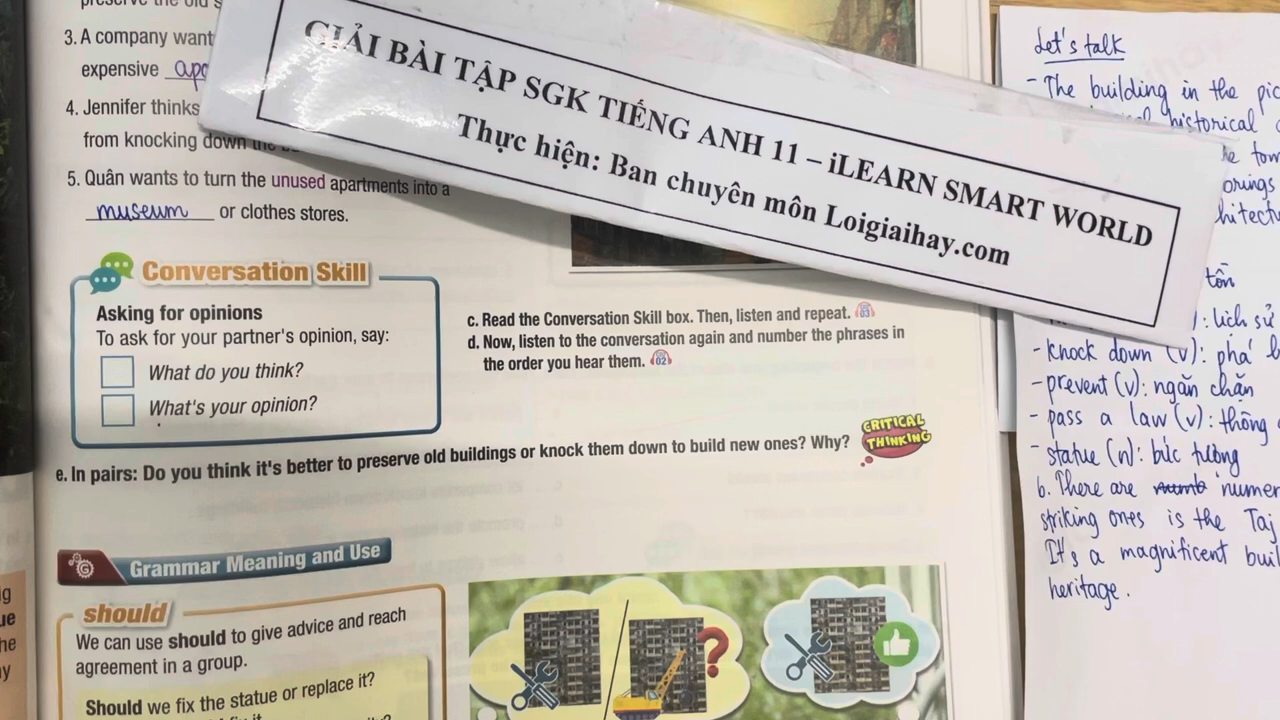 3. A company want
expensive
4. Jennifer thinks
from knocking down the
5. Quân wants to turn the unused apartments into a
museum or clothes stores.
GIẢI BÀI TẬP SGK TIẾNG ANH 11 – iLEARN SMART WORLD
Thực hiện: Ban chuyên môn Loigiaihay.com
Conversation Skill
Asking for opinions
To ask for your partner's opinion, say:
What do you think?
What's your opinion?
c. Read the Conversation Skill box. Then, listen and repeat. 03
d. Now, listen to the conversation again and number the phrases in
the order you hear them. 02
e. In pairs: Do you think it's better to preserve old buildings or knock them down to build new ones? Why?
CRITICAL
THINKING
G
Grammar Meaning and Use
should
We can use should to give advice and reach
agreement in a group.
Should we fix the statue or replace it?
?
Let's talk
- The building in the pic
historical
tồn
: lịch sử
- knock down (v): phá
- prevent (v): ngăn chặn
- pass a law (v): thông
- statue (n): bức tường
b. There are numer
striking ones is the Taj
It's a magnificent buil
heritage.